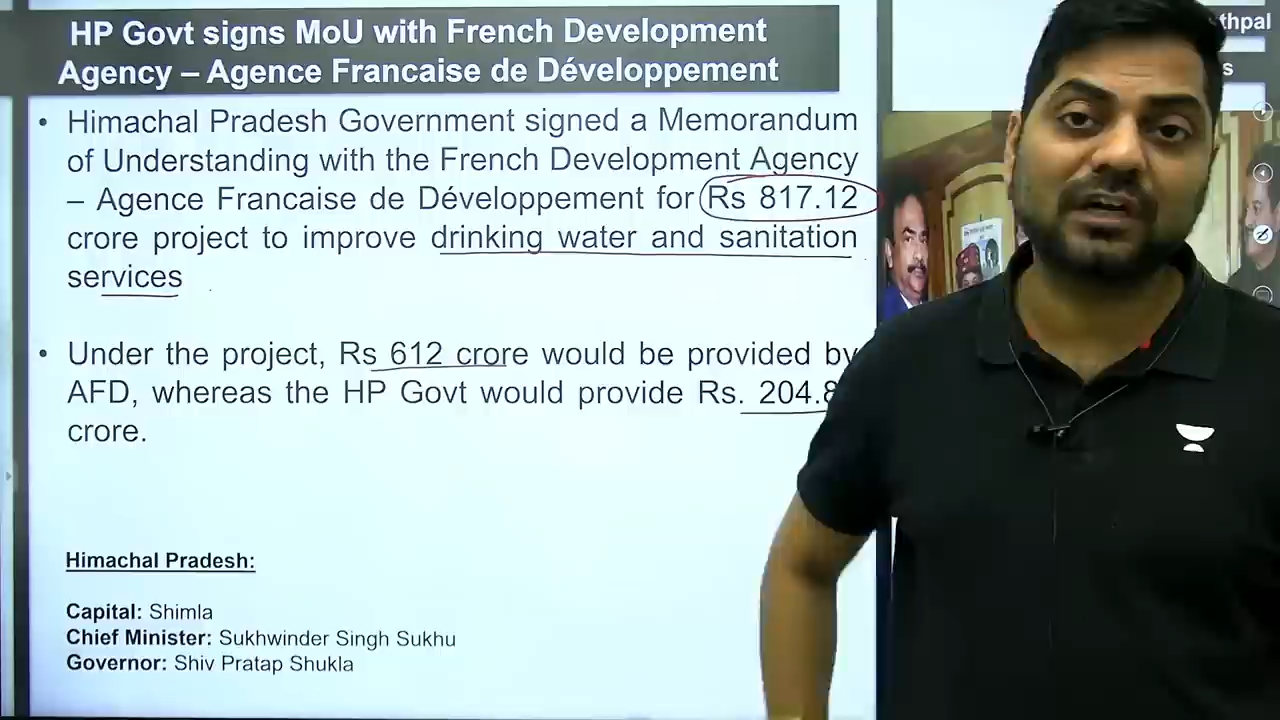 HP Govt signs MoU with French Development
Agency – Agence Francaise de Développement
• Himachal Pradesh Government signed a Memorandum
of Understanding with the French Development Agency
– Agence Francaise de Développement for Rs 817.12
crore project to improve drinking water and sanitation
services
• Under the project, Rs 612 crore would be provided by
AFD, whereas the HP Govt would provide Rs.
crore.
Himachal Pradesh:
Capital: Shimla
Chief Minister: Sukhwinder Singh Sukhu
Governor: Shiv Pratap Shukla